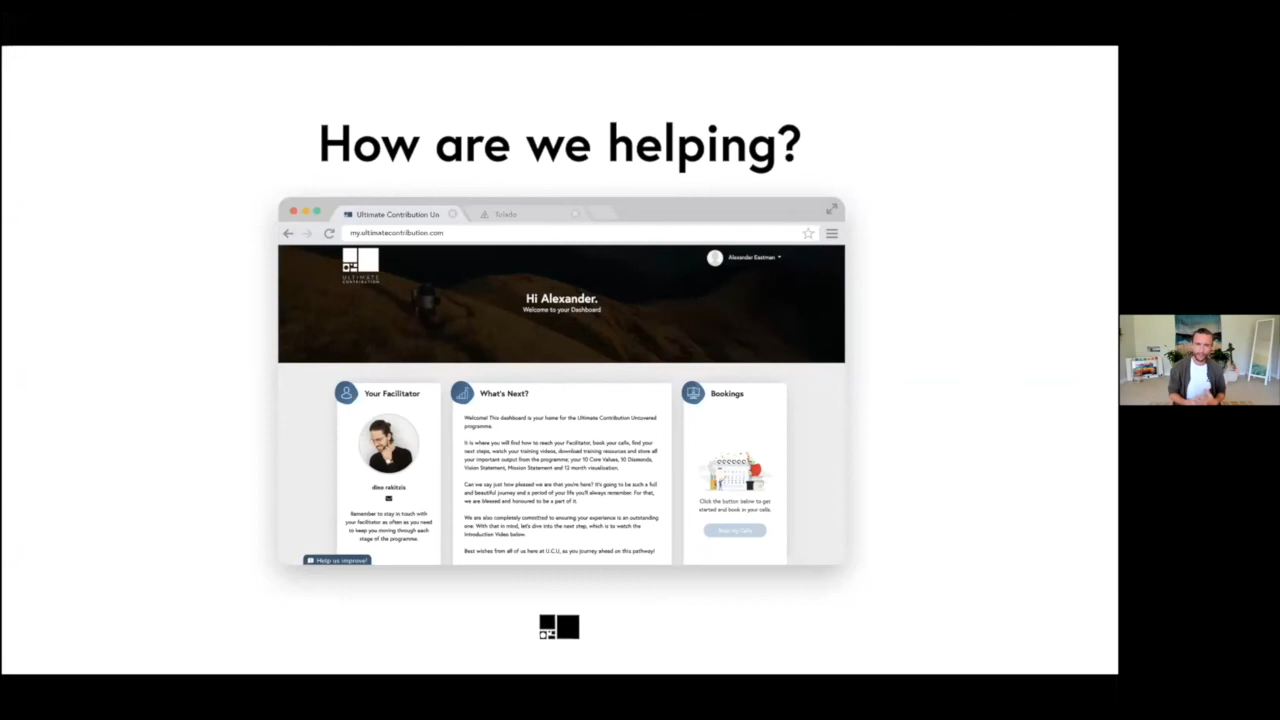 How are we helping?
Ultimate Contribution Un
Tolado
my.ultimatecontribution.com
ULTIMATE
CONTRIBUTION
Alexander Eastman
Hi Alexander.
Welcome to your Dashboard
Your Facilitator
dino rakitzis
Remember to stay in touch with
your facilitator as often as you need
to keep you moving through each
stage of the programme.
Help us improve!
What's Next?
Welcome! This dashboard is your home for the Ultimate Contribution Uncovered
programme.
It is where you will find how to reach your Facilitator, book your calls, find your
next steps, watch your training videos, download training resources and store all
your important output from the programme; your 10 Core Values, 10 Diamonds,
Vision Statement, Mission Statement and 12 month visualisation.
Can we say just how pleased we are that you're here? It's going to be such a full
and beautiful journey and a period of your life you'll always remember. For that,
we are blessed and honoured to be a part of it.
We are also completely committed to ensuring your experience is an outstanding
one. With that in mind, let's dive into the next step, which is to watch the
Introduction Video below.
Best wishes from all of us here at U.C.U, as you journey ahead on this pathway!
Bookings
Click the button below to get
started and book in your calls.
Book my Calls